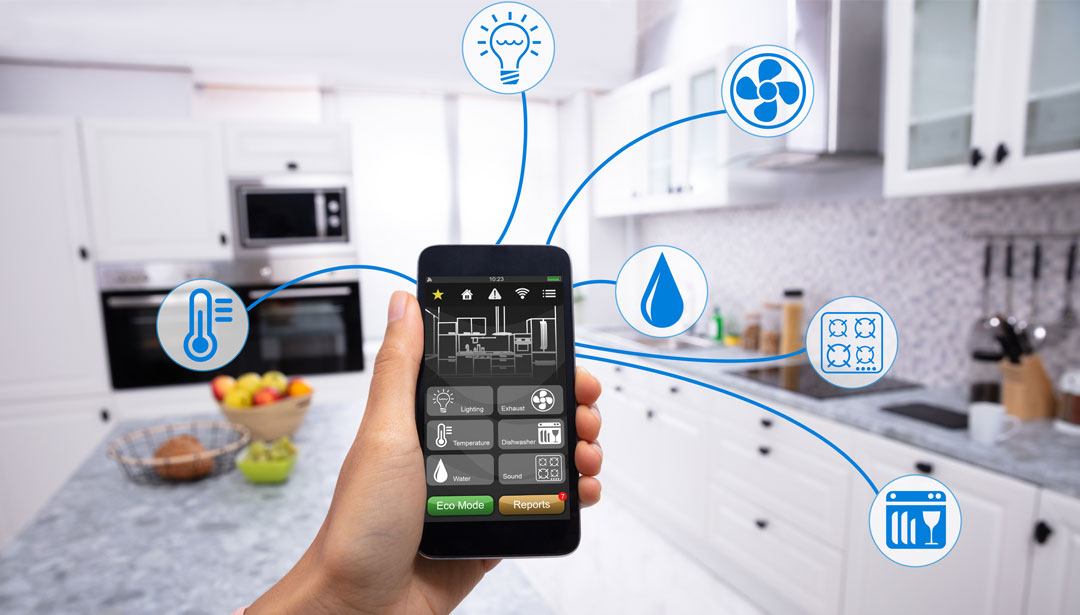 10:23
Lighting
Exhaust
Temperature
Dishwasher
Water
Sound
Eco Mode
Reports
7